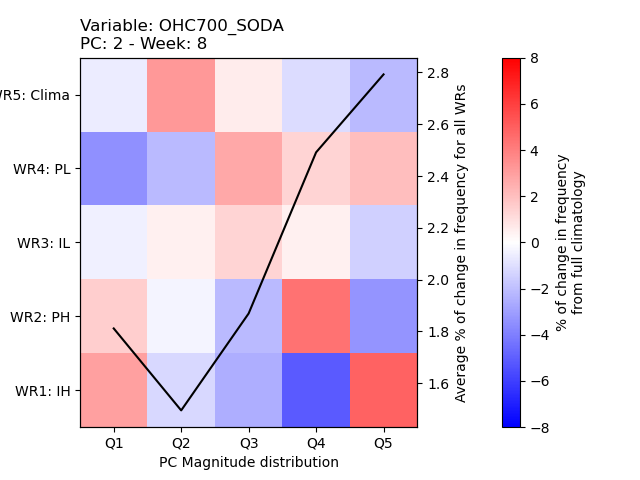 Variable: OHC700_SODA
PC: 2 - Week: 8
WR5: Clima
WR4: PL
WR3: IL
WR2: PH
WR1: IH
Q1 Q2 Q3 Q4 Q5
PC Magnitude distribution
2.8
2.6
2.4
2.2
2.0
1.8
1.6
Average % of change in frequency for all WRs
8
6
4
2
0
−2
−4
−6
−8
% of change in frequency
from full climatology